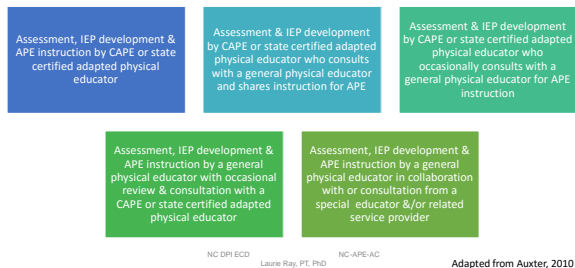 Assessment, IEP development &
APE instruction by CAPE or state
certified adapted physical
educator
Assessment & IEP development
by CAPE or state certified adapted
physical educator who consults
with a general physical educator
and shares instruction for APE
Assessment & IEP development
by CAPE or state certified adapted
physical educator who
occasionally consults with a
general physical educator for APE
instruction
Assessment, IEP development &
APE instruction by a general
physical educator with occasional
review & consultation with a
CAPE or state certified adapted
physical educator
Assessment, IEP development &
APE instruction by a general
physical educator in collaboration
with or consultation from a
special educator &/or related
service provider
NC DPI ECD NC-APE-AC
Laurie Ray, PT, PhD
Adapted from Auxter, 2010